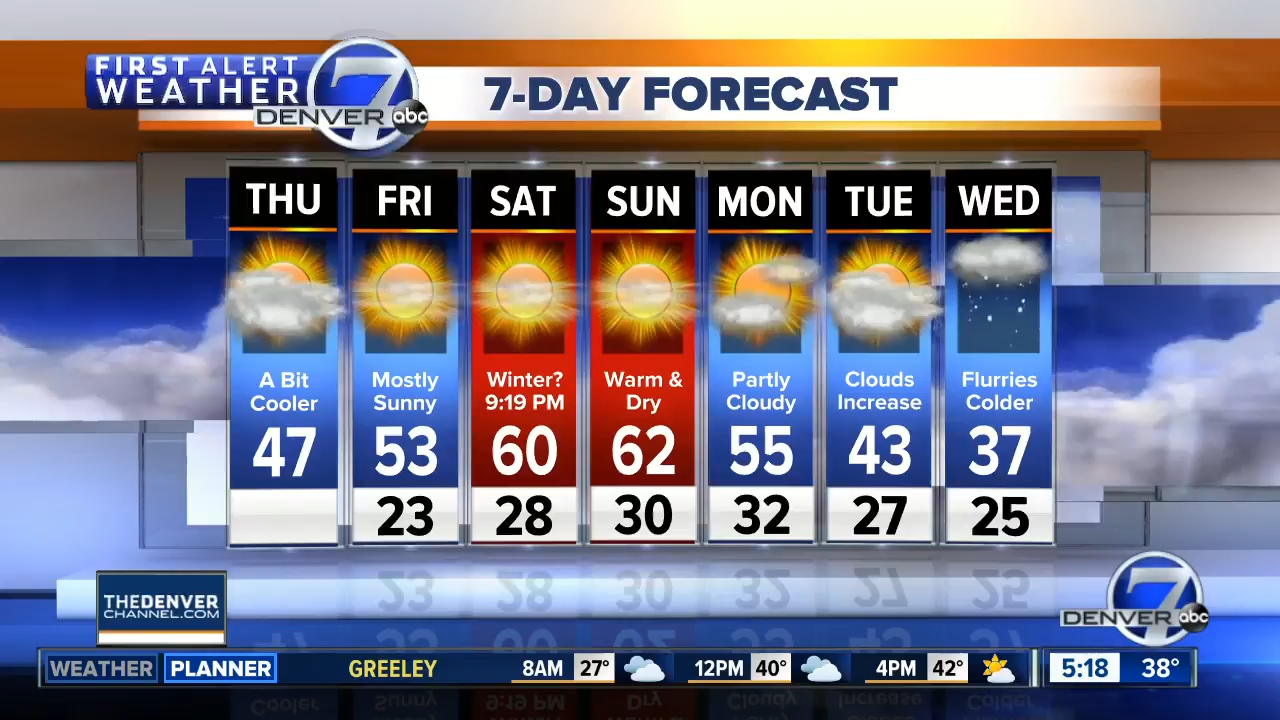 FIRST ALERT
WEATHER
7
DENVER abc
7-DAY FORECAST
THU FRI SAT SUN MON TUE WED
A Bit
Cooler
47
Mostly
Sunny
53
23
Winter?
9:19 PM
60
28
Warm &
Dry
62
30
Partly
Cloudy
55
32
Clouds
Increase
43
27
Flurries
Colder
37
25
THEDENVER
CHANNEL.COM
7
DENVER abc
WEATHER PLANNER GREELEY 8AM 27° 12PM 40° 4PM 42° 5:18 38°